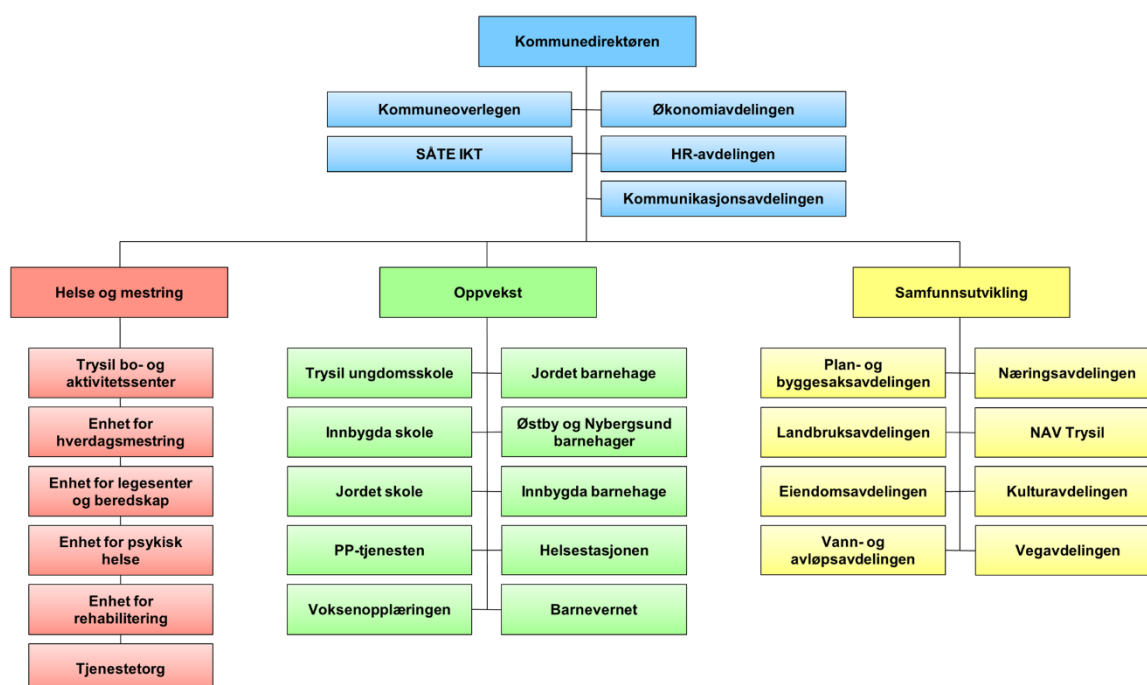 Kommunedirektøren
Kommuneoverlegen
Økonomiavdelingen
SÅTE IKT
HR-avdelingen
Kommunikasjonsavdelingen
Helse og mestring
Trysil bo- og
aktivitetssenter
Enhet for
hverdagsmestring
Enhet for legesenter
og beredskap
Enhet for psykisk
helse
Enhet for
rehabilitering
Tjenestetorg
Oppvekst
Trysil ungdomsskole
Jordet barnehage
Innbygda skole
Østby og Nybergsund
barnehager
Jordet skole
Innbygda barnehage
PP-tjenesten
Helsestasjonen
Voksenopplæringen
Barnevernet
Samfunnsutvikling
Plan- og
byggesaksavdelingen
Næringsavdelingen
Landbruksavdelingen
NAV Trysil
Eiendomsavdelingen
Kulturavdelingen
Vann- og
avløpsavdelingen
Vegavdelingen